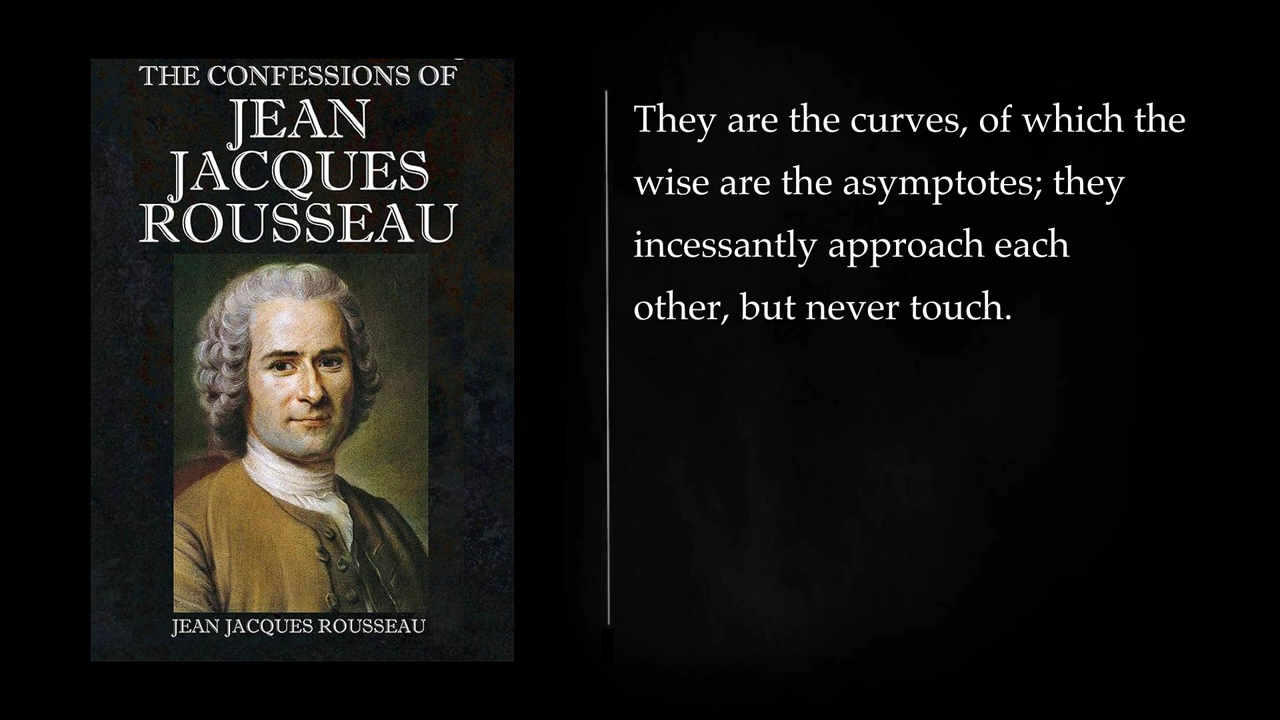 THE CONFESSIONS OF
JEAN
JACQUES
ROUSSEAU
JEAN JACQUES ROUSSEAU
They are the curves, of which the
wise are the asymptotes; they
incessantly approach each
other, but never touch.